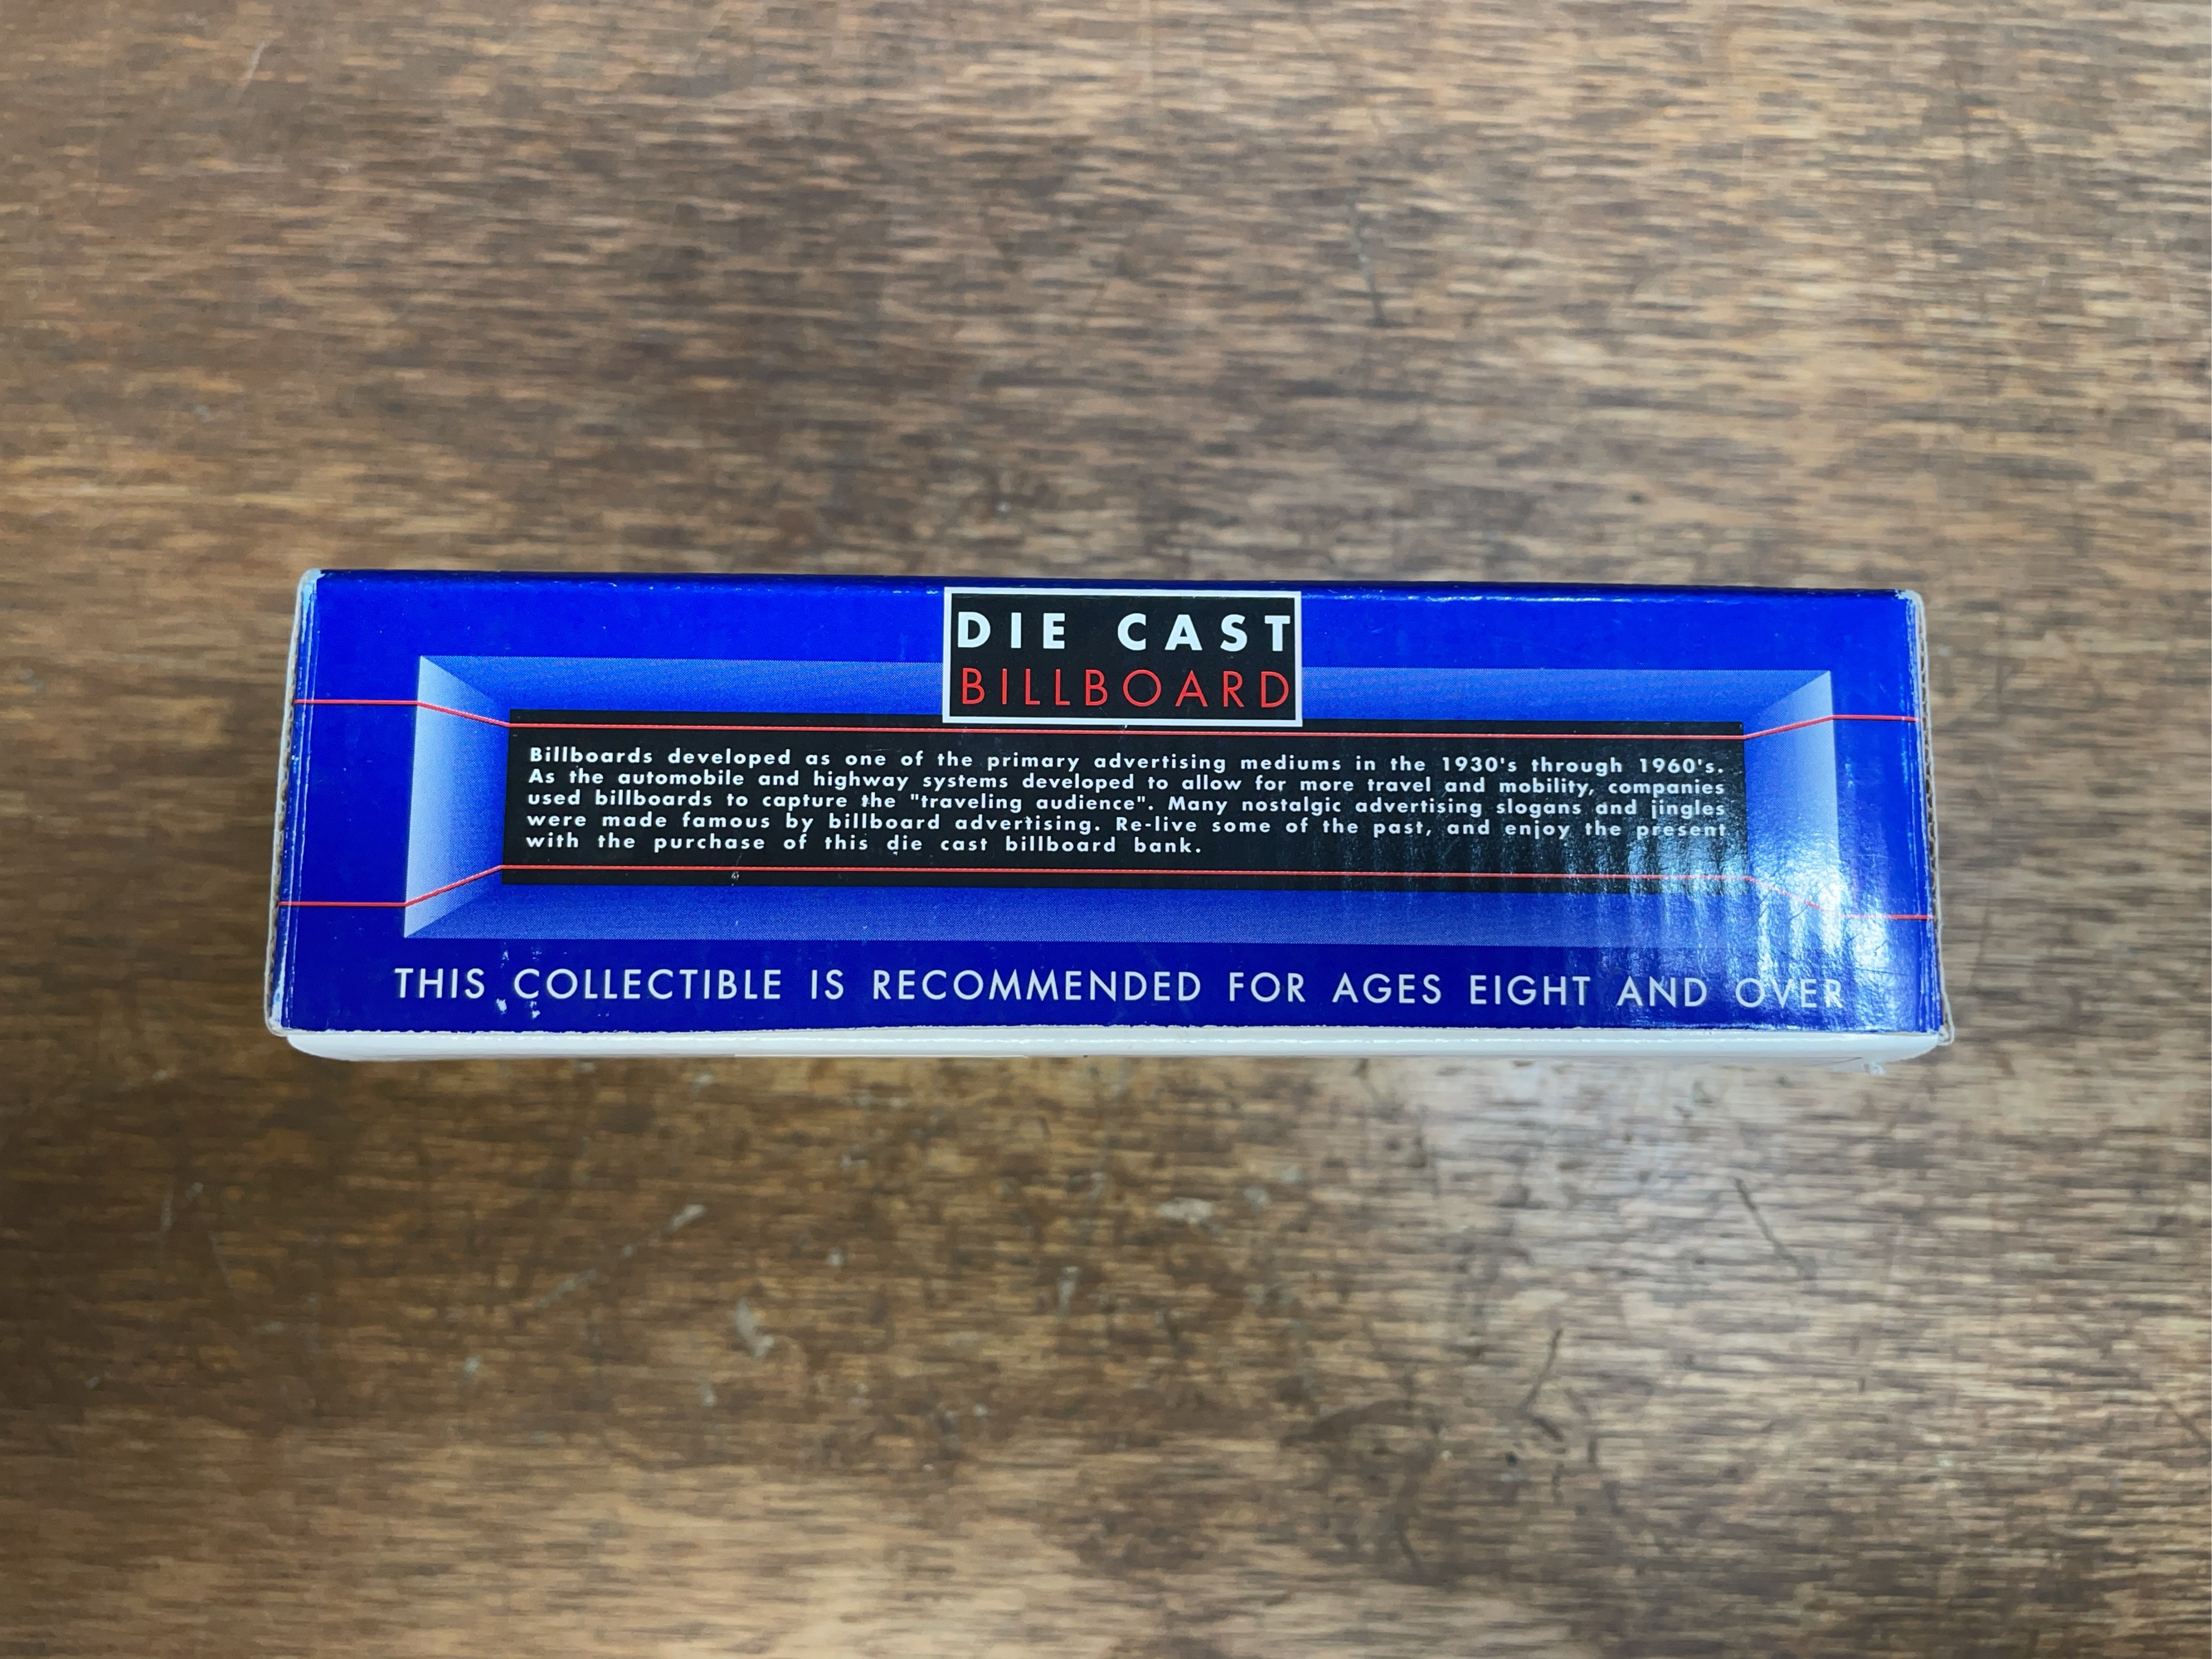 DIE CAST
BILLBOARD
Billboards developed as one of the primary advertising mediums in the 1930's through 1960's.
As the automobile and highway systems developed to allow for more travel and mobility, companies
used billboards to capture the "traveling audience". Many nostalgic advertising slogans and jingles
were made famous by billboard advertising. Re-live some of the past, and enjoy the present
with the purchase of this die cast billboard bank.
THIS COLLECTIBLE IS RECOMMENDED FOR AGES EIGHT AND OVER